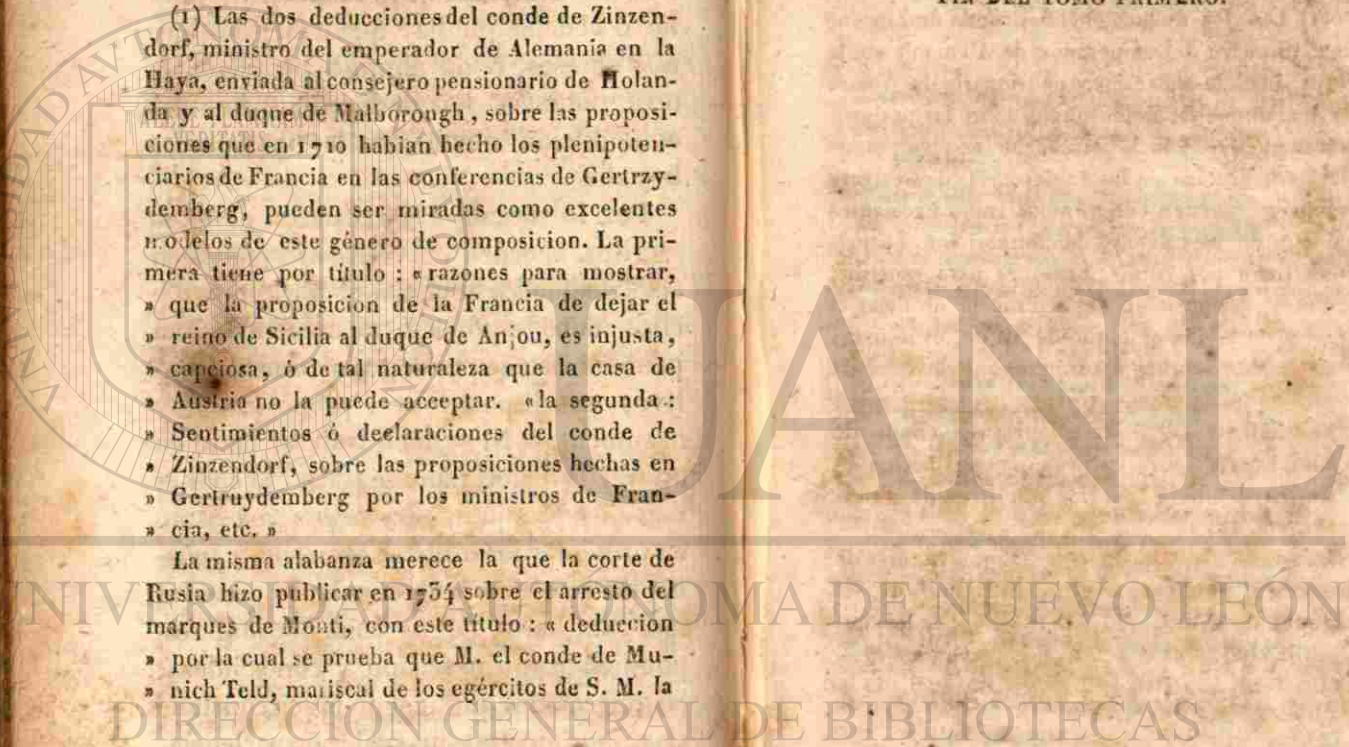 (1) Las dos deducciones del conde de Zinzen-
dorf, ministro del emperador de Alemania en la
Haya, enviada al consejero pensionario de Holan-
da y al duque de Malborough, sobre las proposi-
ciones que en 1710 habian hecho los plenipoten-
ciarios de Francia en las conferencias de Gertrzy-
demberg, pueden ser miradas como excelentes
modelos de este género de composicion. La pri-
mera tiene por título : « razones para mostrar,
» que la proposicion de la Francia de dejar el
» reino de Sicilia al duque de Anjou, es injusta,
» capciosa, ò de tal naturaleza que la casa de
» Austria no la puede acceptar. « la segunda :
» Sentimientos ò deelaraciones del conde de
» Zinzendorf, sobre las proposiciones hechas en
» Gertruydemberg por los ministros de Fran-
» cia, etc. »
La misma alabanza merece la que la corte de
Rusia hizo publicar en 1734 sobre el arresto del
marques de Monti, con este título : « deduccion
» por la cual se prueba que M. el conde de Mu-
» nich Teld, mariscal de los egércitos de S. M. la
FIN DEL TOMO PRIMERO.
UANL
UNIVERSIDAD AUTÓNOMA DE NUEVO LEÓN
DIRECCIÓN GENERAL DE BIBLIOTECAS